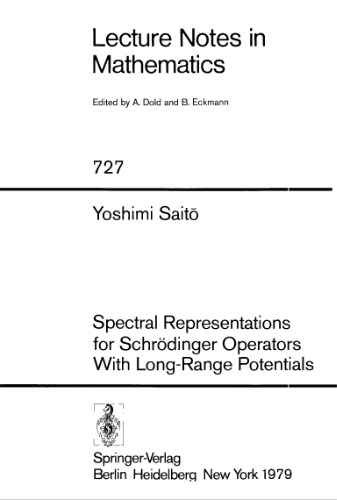 Lecture Notes in
Mathematics
Edited by A. Dold and B. Eckmann
727
Yoshimi Saitō
Spectral Representations
for Schrödinger Operators
With Long-Range Potentials
Springer-Verlag
Berlin Heidelberg New York 1979